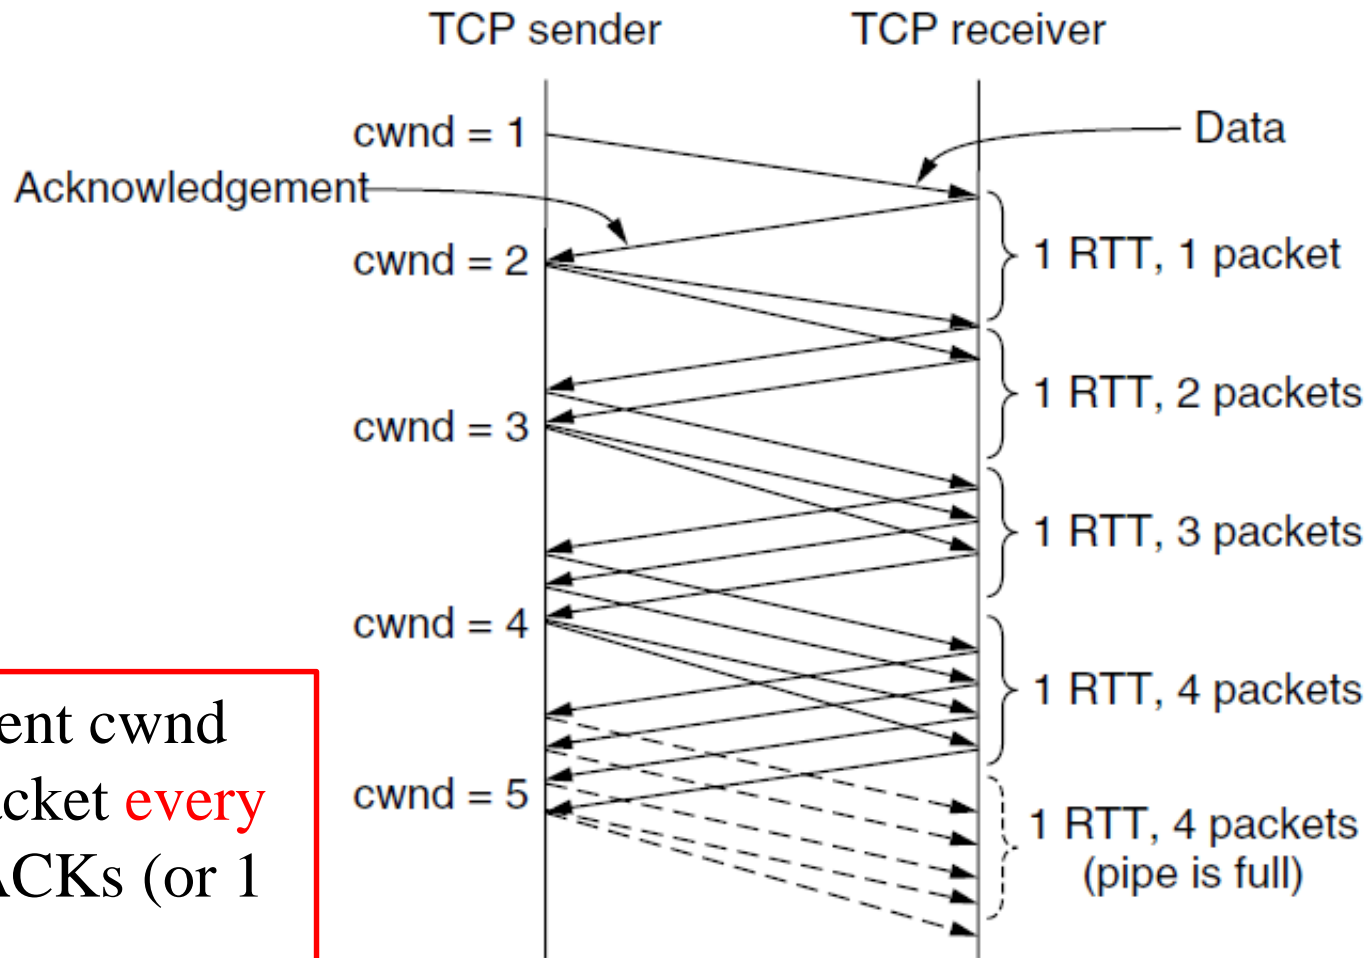 TCP sender
TCP receiver
cwnd = 1
Data
Acknowledgement
cwnd = 2
1 RTT, 1 packet
1 RTT, 2 packets
cwnd = 3
1 RTT, 3 packets
cwnd = 4
1 RTT, 4 packets
cwnd = 5
1 RTT, 4 packets
(pipe is full)
ent cwnd
acket every
ACKs (or 1